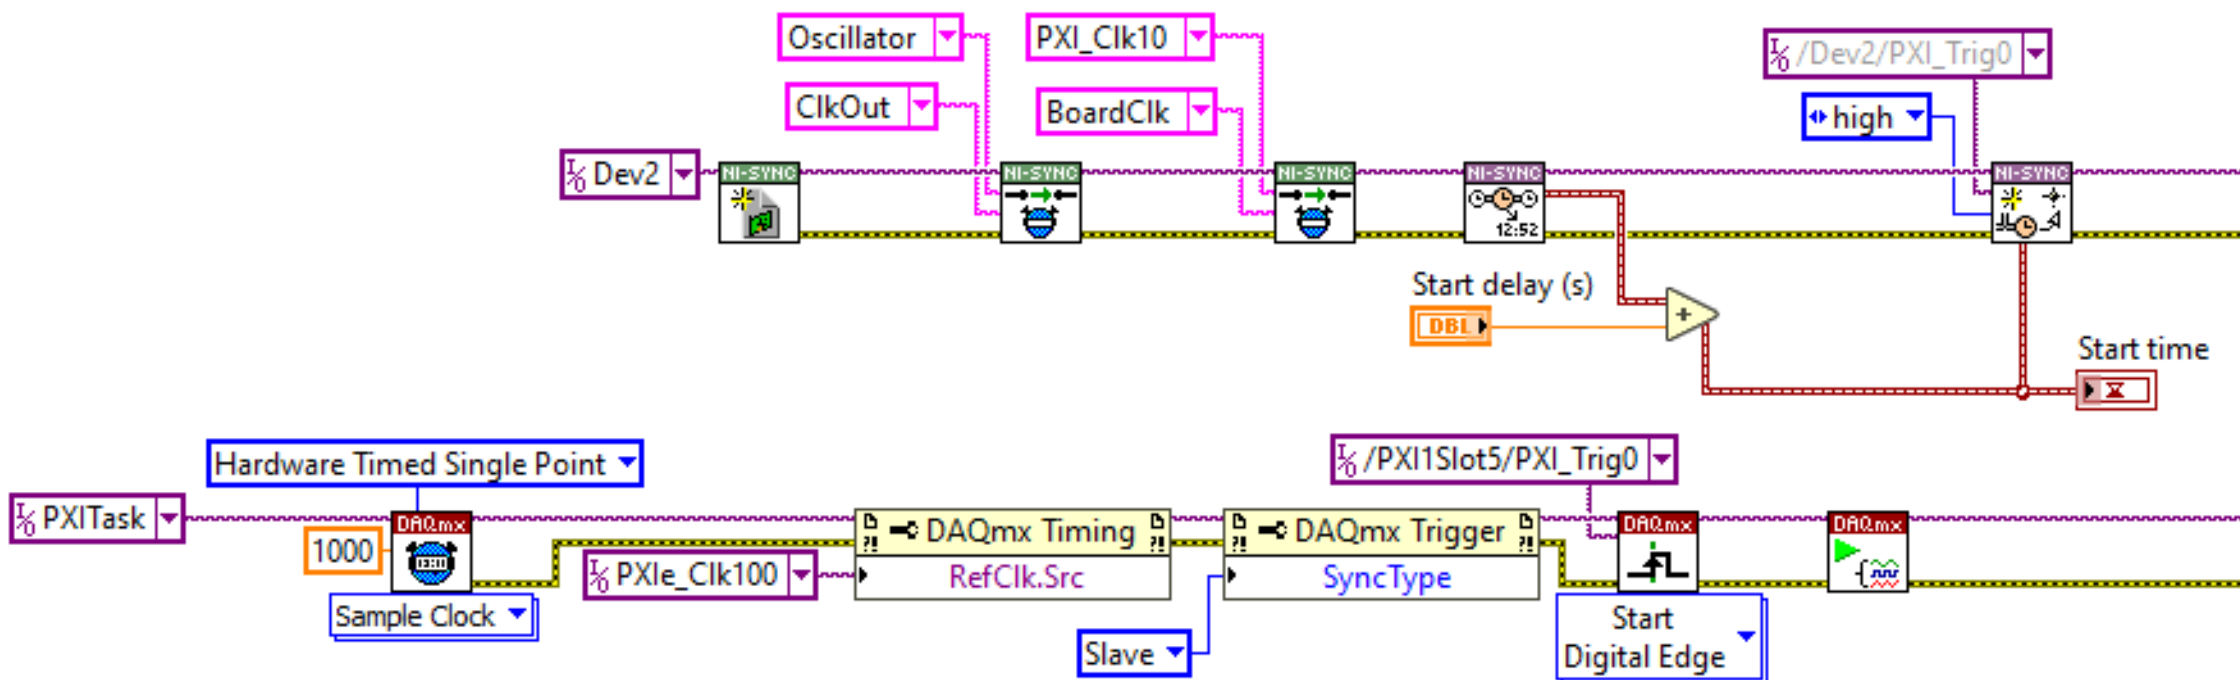 Oscillator
PXI_Clk10
/Dev2/PXI_Trig0
ClkOut
BoardClk
high
Dev2
NI-SYNC
NI-SYNC
NI-SYNC
NI-SYNC
12:52
NI-SYNC
Start delay (s)
DBL
+
Start time
Hardware Timed Single Point
/PXI1Slot5/PXI_Trig0
PXITask
DAQmx
1000
DAQmx Timing
DAQmx Trigger
DAQmx
DAQmx
PXIe_Clk100
RefClk.Src
SyncType
Sample Clock
Slave
Start
Digital Edge